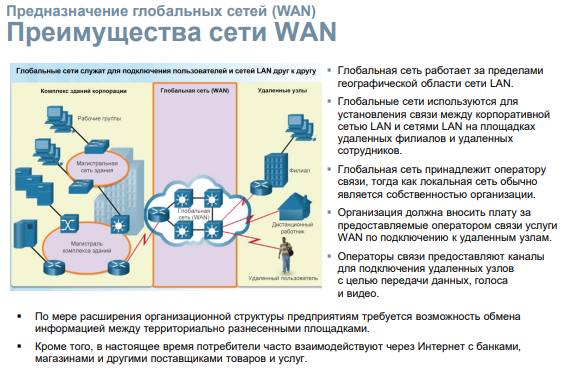 Предназначение глобальных сетей (WAN)
Преимущества сети WAN
Глобальные сети служат для подключения пользователей и сетей LAN друг к другу
Комплекс зданий корпорации
Глобальная сеть (WAN)
Удаленные узлы
Рабочие группы
Магистральная
сеть здания
Магистраль
комплекса зданий
Глобальная
сеть (WAN)
Филиал
Дистанционный
работник
Удаленный пользователь
▪ Глобальная сеть работает за пределами
географической области сети LAN.
▪ Глобальные сети используются для
установления связи между корпоративной
сетью LAN и сетями LAN на площадках
удаленных филиалов и удаленных
сотрудников.
▪ Глобальная сеть принадлежит оператору
связи, тогда как локальная сеть обычно
является собственностью организации.
▪ Организация должна вносить плату за
предоставляемые оператором связи услуги
WAN по подключению к удаленным узлам.
▪ Операторы связи предоставляют каналы
для подключения удаленных узлов
с целью передачи данных, голоса
и видео.
▪ По мере расширения организационной структуры предприятиям требуется возможность обмена
информацией между территориально разнесенными площадками.
▪ Кроме того, в настоящее время потребители часто взаимодействуют через Интернет с банками,
магазинами и другими поставщиками товаров и услуг.